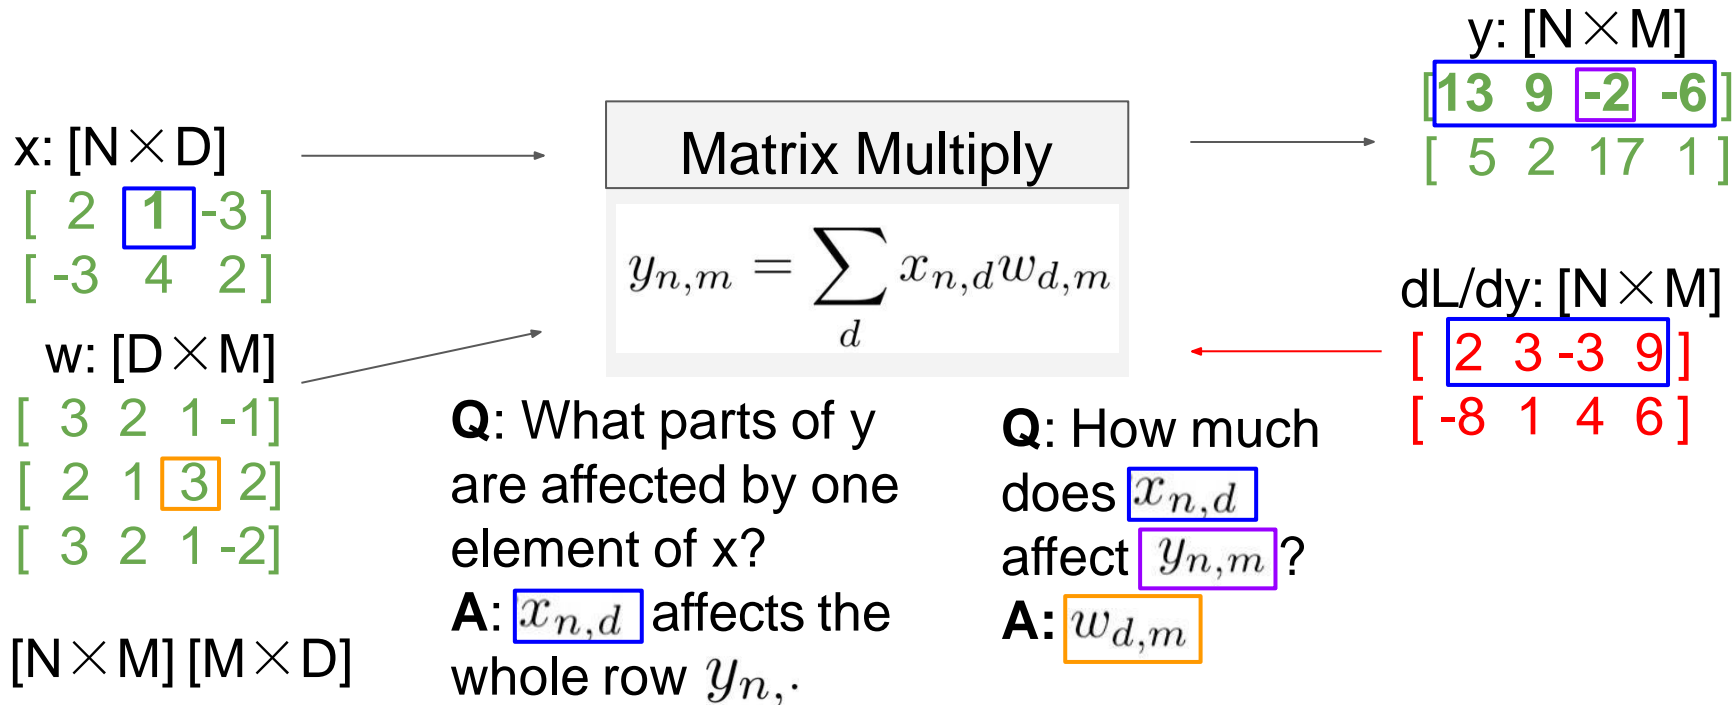 x: [N×D]
[ 2 1 -3 ]
[ -3 4 2 ]
w: [D×M]
[ 3 2 1 -1]
[ 2 1 3 2]
[ 3 2 1 -2]
[N×M] [M×D]
Matrix Multiply
y_{n,m} = \sum_d x_{n,d} w_{d,m}
Q: What parts of y
are affected by one
element of x?
A: x_{n,d} affects the
whole row y_{n,·}
Q: How much
does x_{n,d}
affect y_{n,m} ?
A: w_{d,m}
y: [N×M]
[13 9 -2 -6 ]
[ 5 2 17 1 ]
dL/dy: [N×M]
[ 2 3 -3 9 ]
[ -8 1 4 6 ]